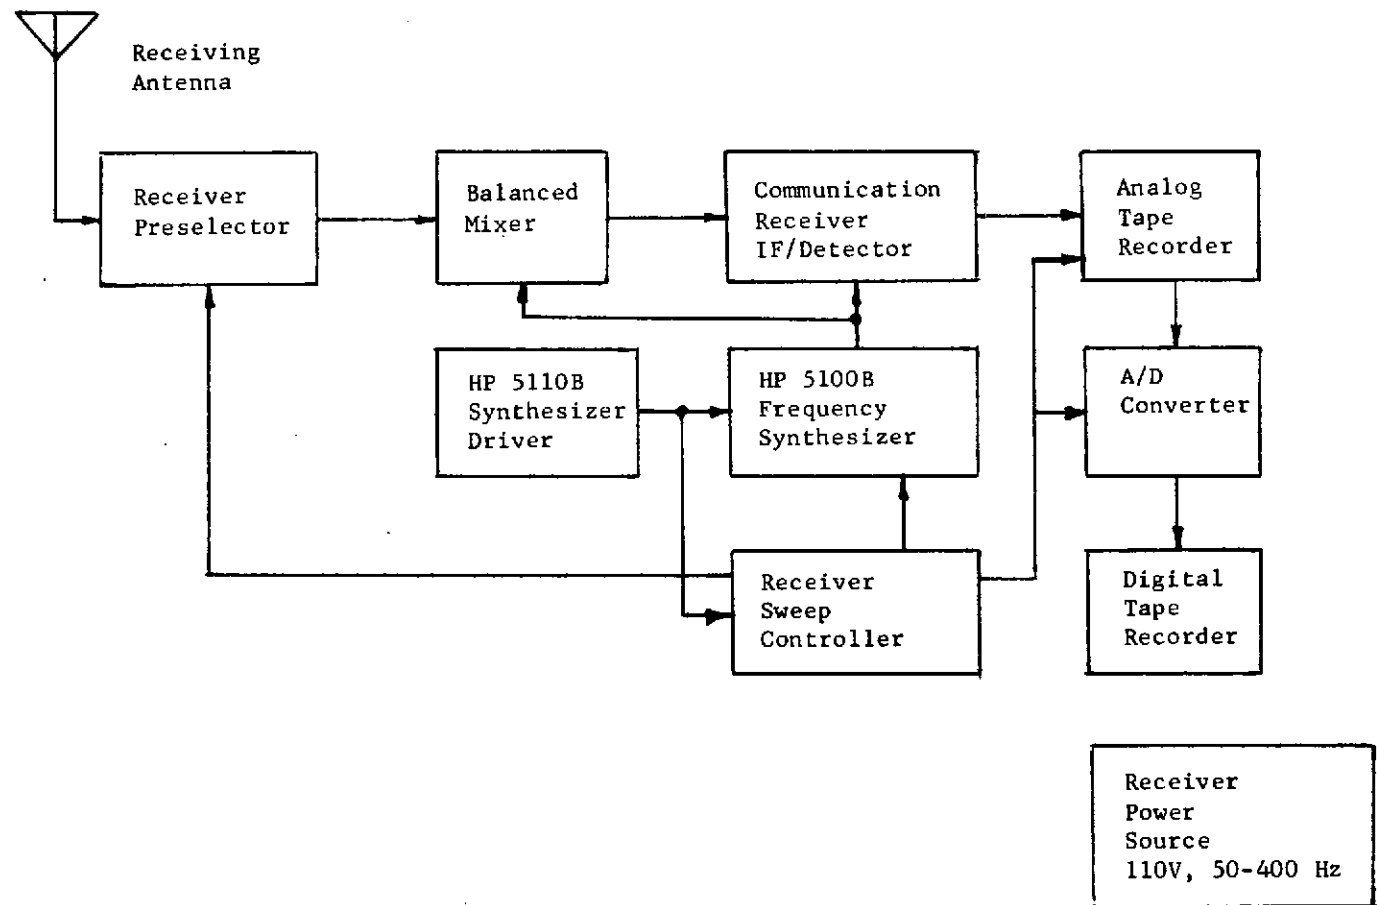 Receiving
Antenna
Receiver
Preselector
Balanced
Mixer
Communication
Receiver
IF/Detector
Analog
Tape
Recorder
HP 5110B
Synthesizer
Driver
HP 5100B
Frequency
Synthesizer
A/D
Converter
Receiver
Sweep
Controller
Digital
Tape
Recorder
Receiver
Power
Source
110V, 50-400 Hz